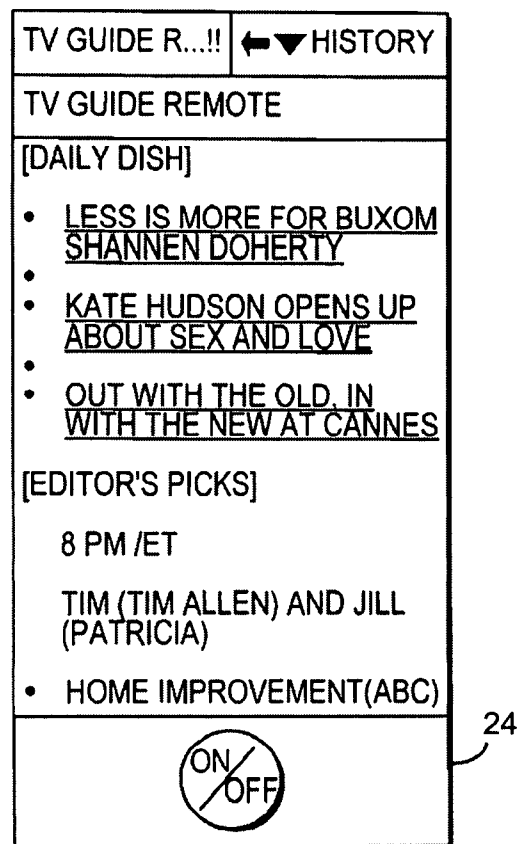 TV GUIDE R...!! HISTORY
TV GUIDE REMOTE
[DAILY DISH]
• LESS IS MORE FOR BUXOM
SHANNEN DOHERTY
•
• KATE HUDSON OPENS UP
ABOUT SEX AND LOVE
•
• OUT WITH THE OLD, IN
WITH THE NEW AT CANNES
[EDITOR'S PICKS]
8 PM /ET
TIM (TIM ALLEN) AND JILL
(PATRICIA)
• HOME IMPROVEMENT(ABC)
24
ON/OFF